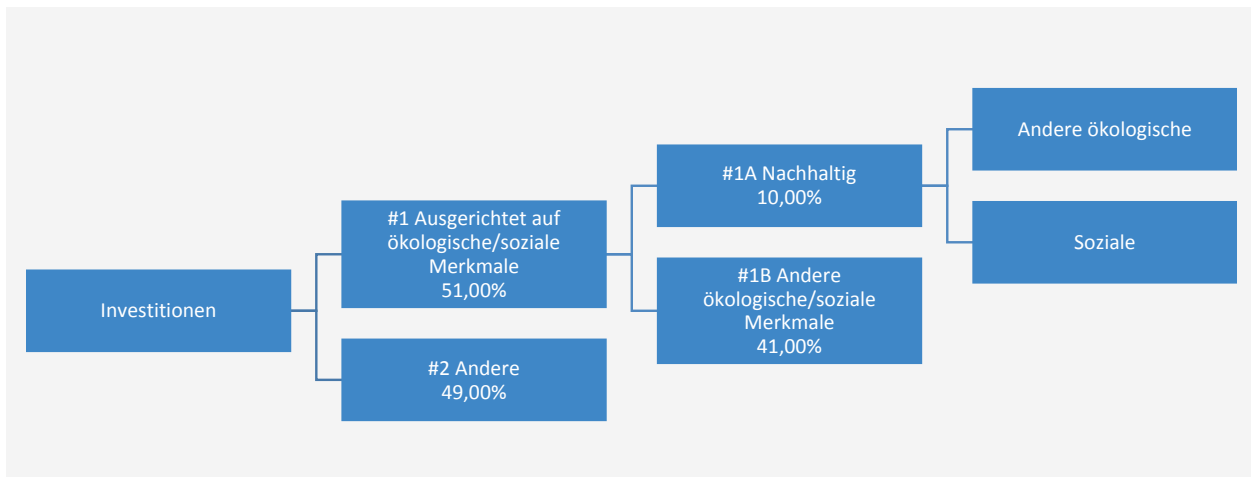 Investitionen
#1 Ausgerichtet auf
ökologische/soziale
Merkmale
51,00%
#2 Andere
49,00%
#1A Nachhaltig
10,00%
#1B Andere
ökologische/soziale
Merkmale
41,00%
Andere ökologische
Soziale